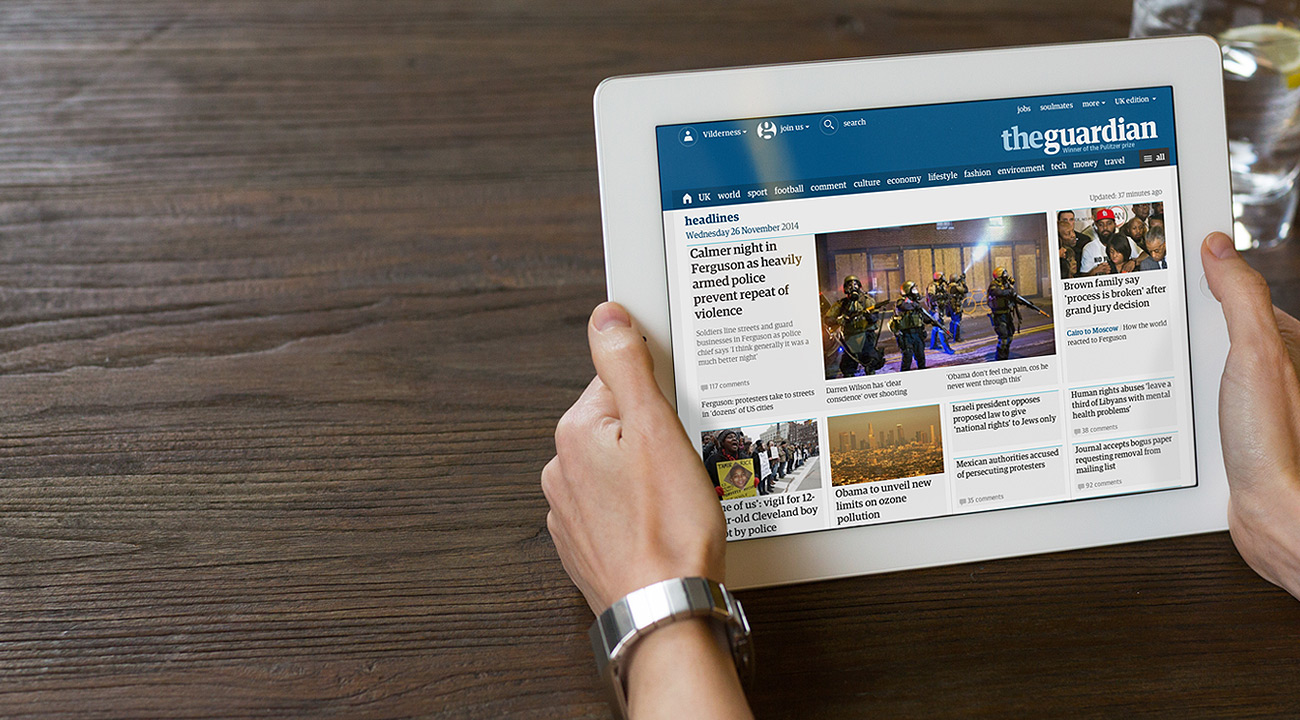 jobs soulmates more UK edition
Vilderness join us search
theguardian
Winner of the Pulitzer prize
UK world sport football comment culture economy lifestyle fashion environment tech money travel all
headlines
Wednesday 26 November 2014
Updated: 37 minutes ago
Calmer night in
Ferguson as heavily
armed police
prevent repeat of
violence
Soldiers line streets and guard
businesses in Ferguson as police
chief says 'I think generally it was a
much better night'
117 comments
Ferguson: protesters take to streets
in 'dozens' of US cities
Darren Wilson has 'clear
conscience' over shooting
'Obama don't feel the pain, cos he
never went through this'
Brown family say
'process is broken' after
grand jury decision
Cairo to Moscow | How the world
reacted to Ferguson
ne of us': vigil for 12-
r-old Cleveland boy
ot by police
Obama to unveil new
limits on ozone
pollution
Israeli president opposes
proposed law to give
'national rights' to Jews only
Mexican authorities accused
of persecuting protesters
35 comments
Human rights abuses 'leave a
third of Libyans with mental
health problems'
38 comments
Journal accepts bogus paper
requesting removal from
mailing list
92 comments